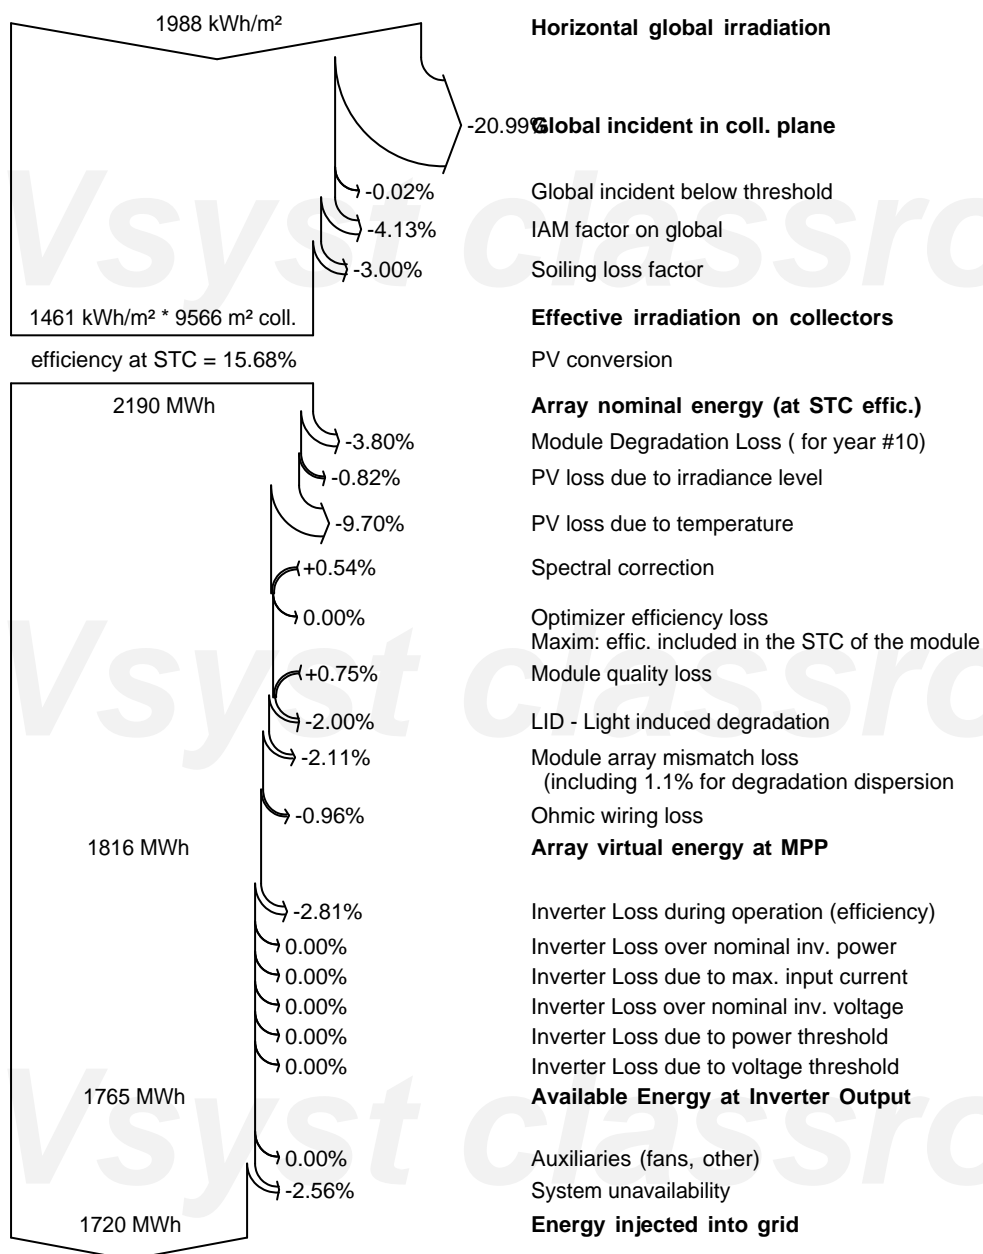 1988 kWh/m² Horizontal global irradiation
-20.99% Global incident in coll. plane
-0.02% Global incident below threshold
-4.13% IAM factor on global
-3.00% Soiling loss factor
1461 kWh/m² * 9566 m² coll. Effective irradiation on collectors
efficiency at STC = 15.68% PV conversion
2190 MWh Array nominal energy (at STC effic.)
-3.80% Module Degradation Loss ( for year #10)
-0.82% PV loss due to irradiance level
-9.70% PV loss due to temperature
+0.54% Spectral correction
0.00% Optimizer efficiency loss
Maxim: effic. included in the STC of the module
+0.75% Module quality loss
-2.00% LID - Light induced degradation
-2.11% Module array mismatch loss
(including 1.1% for degradation dispersion
-0.96% Ohmic wiring loss
1816 MWh Array virtual energy at MPP
-2.81% Inverter Loss during operation (efficiency)
0.00% Inverter Loss over nominal inv. power
0.00% Inverter Loss due to max. input current
0.00% Inverter Loss over nominal inv. voltage
0.00% Inverter Loss due to power threshold
0.00% Inverter Loss due to voltage threshold
1765 MWh Available Energy at Inverter Output
0.00% Auxiliaries (fans, other)
-2.56% System unavailability
1720 MWh Energy injected into grid
Vsyst classro
Vsyst classro
Vsyst classro